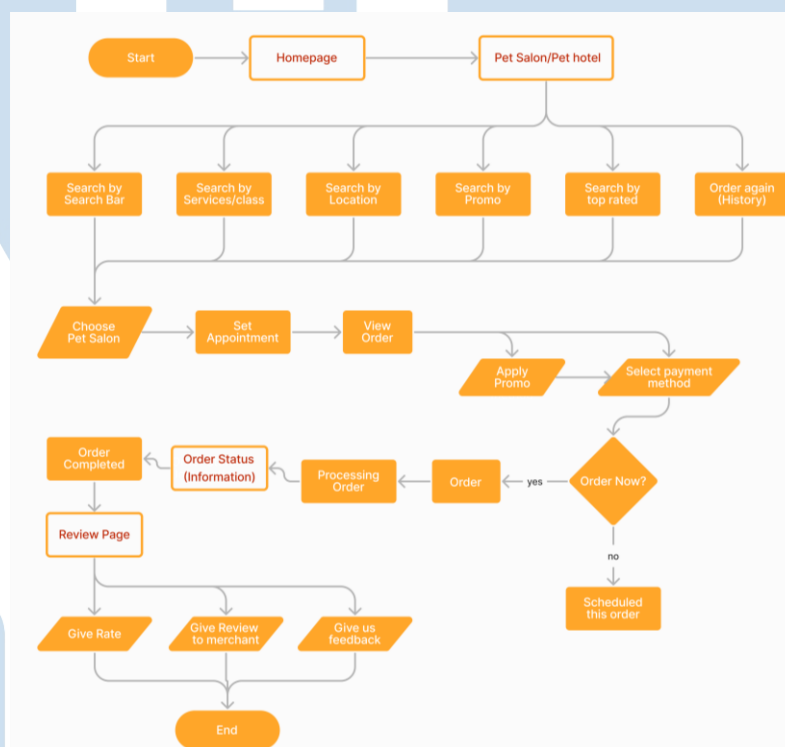 Start
Homepage
Pet Salon/Pet hotel
Search by
Search Bar
Search by
Services/class
Search by
Location
Search by
Promo
Search by
top rated
Order again
(History)
Choose
Pet Salon
Set
Appointment
View
Order
Apply
Promo
Select payment
method
Order
Completed
Order Status
(Information)
Processing
Order
Order
yes
Order Now?
Review Page
no
Scheduled
this order
Give Rate
Give Review
to merchant
Give us
feedback
End